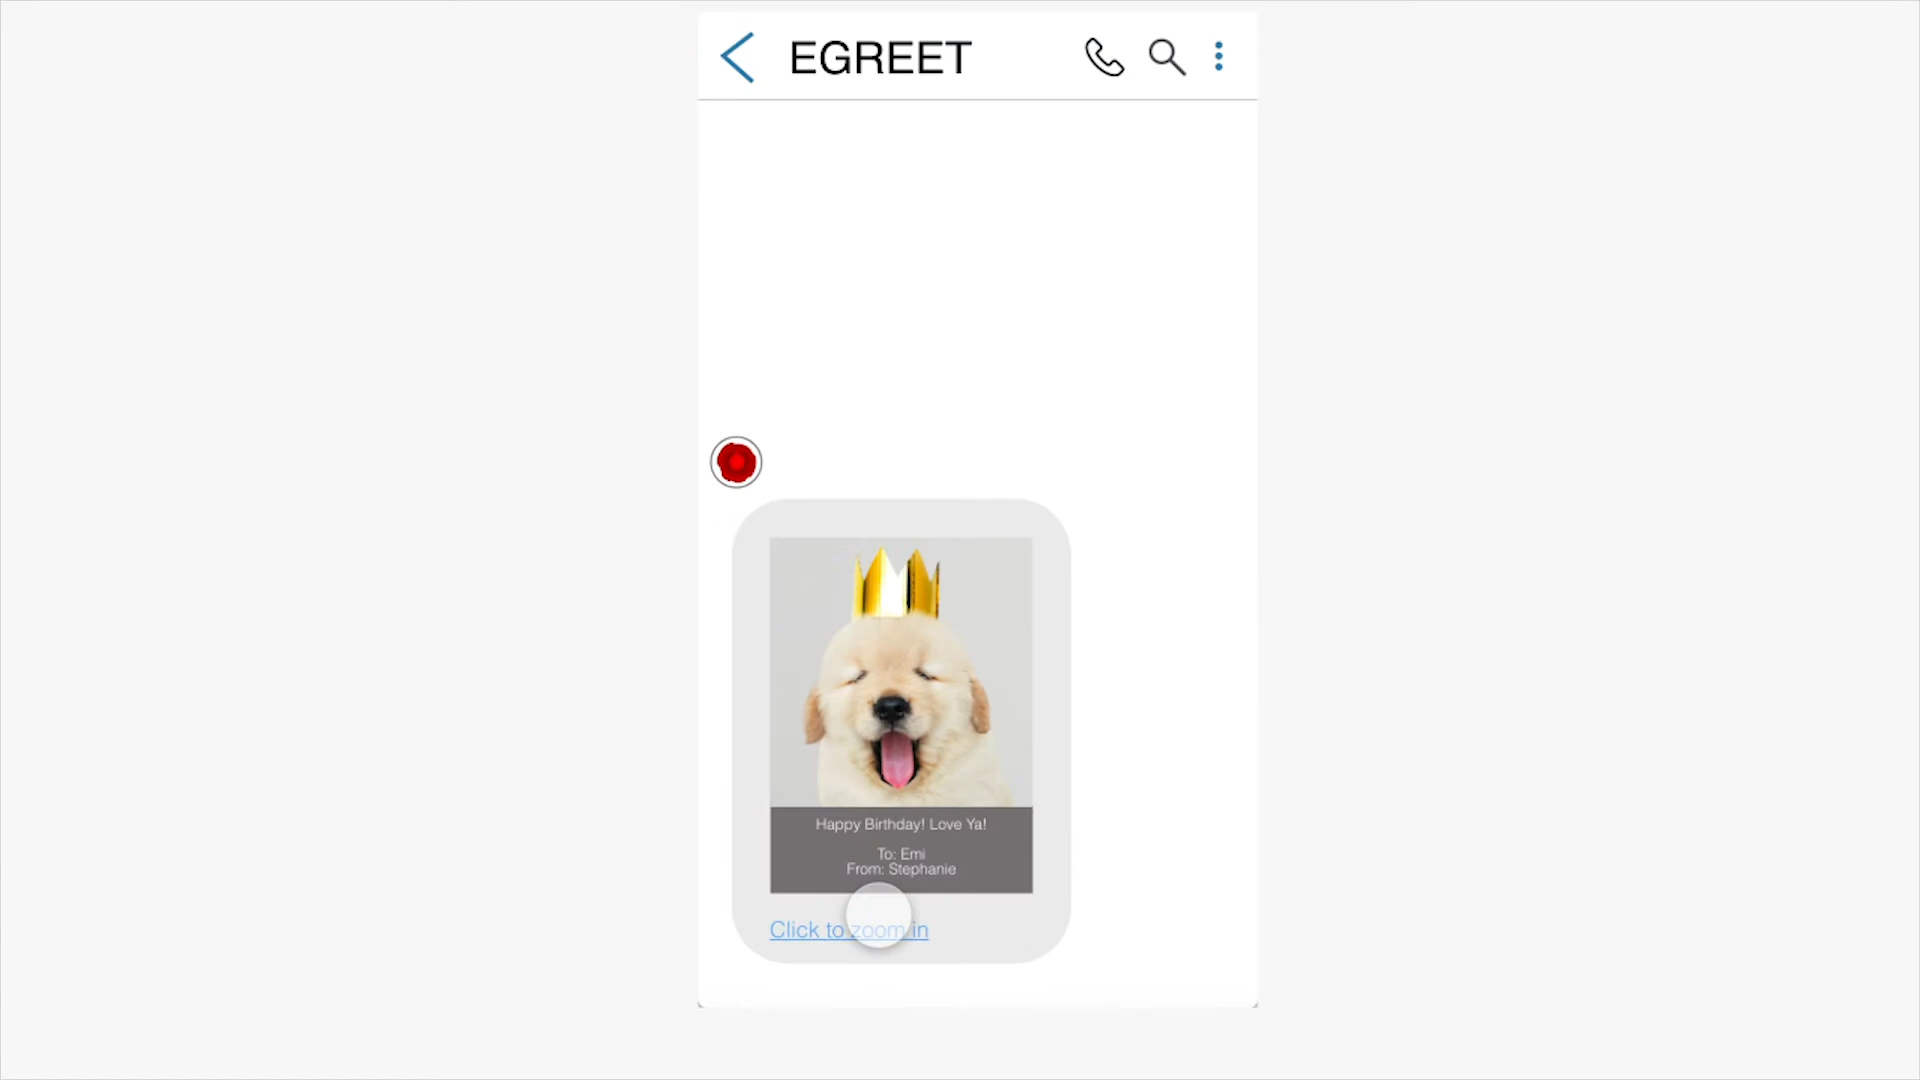 EGREET
Happy Birthday! Love Ya!
To: Emi
From: Stephanie
Click to zoom in